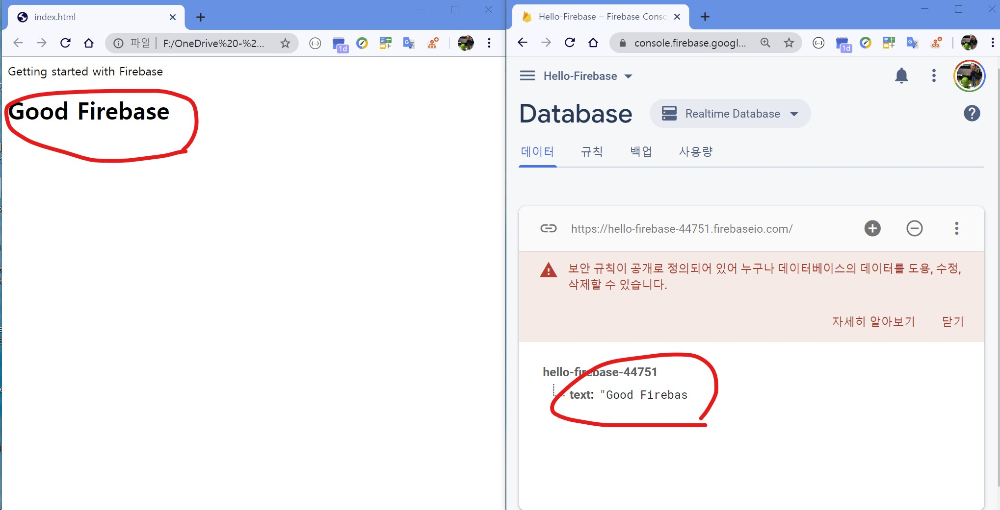 index.html
파일
F:/OneDrive%20-%2...
1d
Getting started with Firebase
Good Firebase
Hello-Firebase – Firebase Conso
console.firebase.googl...
1d
Hello-Firebase
Database
Realtime Database
데이터
규칙
백업
사용량
https://hello-firebase-44751.firebaseio.com/
보안 규칙이 공개로 정의되어 있어 누구나 데이터베이스의 데이터를 도용, 수정,
삭제할 수 있습니다.
자세히 알아보기
닫기
hello-firebase-44751
text: "Good Firebas